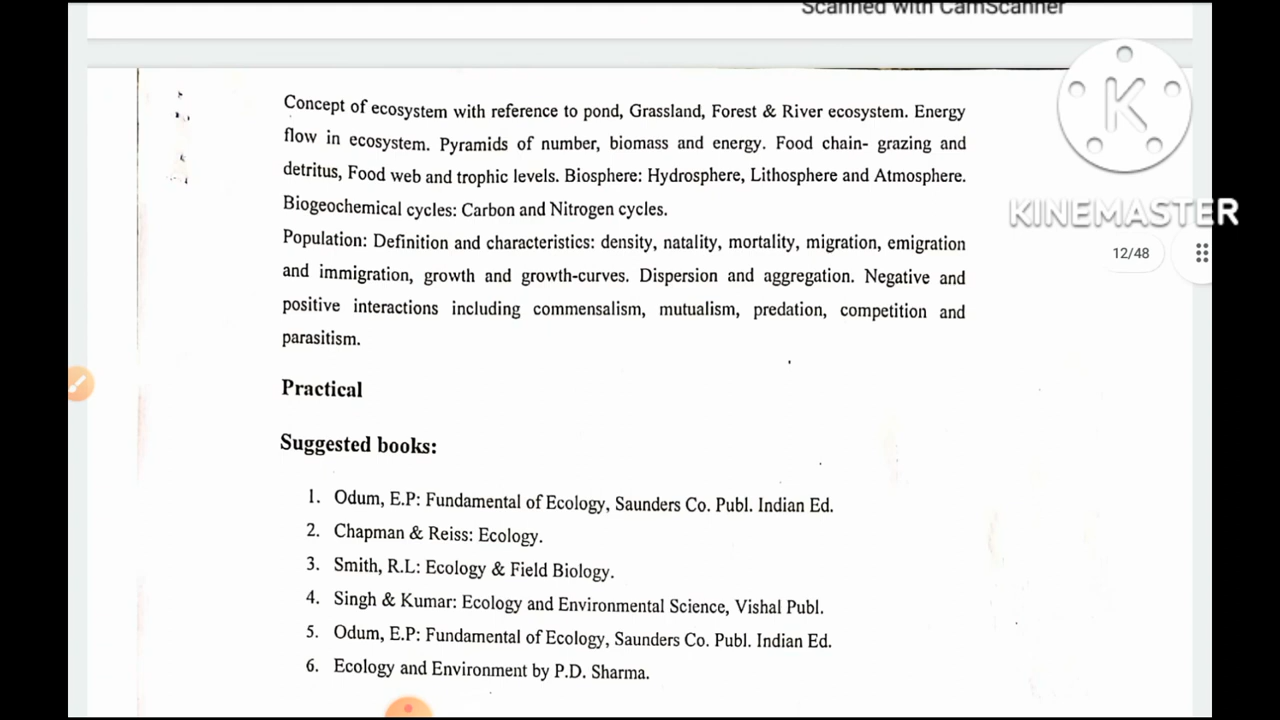 Scanned with CamScanner
Concept of ecosystem with reference to pond, Grassland, Forest & River ecosystem. Energy
flow in ecosystem. Pyramids of number, biomass and energy. Food chain- grazing and
detritus, Food web and trophic levels. Biosphere: Hydrosphere, Lithosphere and Atmosphere.
Biogeochemical cycles: Carbon and Nitrogen cycles.
Population: Definition and characteristics: density, natality, mortality, migration, emigration
and immigration, growth and growth-curves. Dispersion and aggregation. Negative and
positive interactions including commensalism, mutualism, predation, competition and
parasitism.
K
KINEMASTER
12/48
Practical
Suggested books:
1. Odum, E.P: Fundamental of Ecology, Saunders Co. Publ. Indian Ed.
2. Chapman & Reiss: Ecology.
3. Smith, R.L: Ecology & Field Biology.
4. Singh & Kumar: Ecology and Environmental Science, Vishal Publ.
5. Odum, E.P: Fundamental of Ecology, Saunders Co. Publ. Indian Ed.
6. Ecology and Environment by P.D. Sharma.